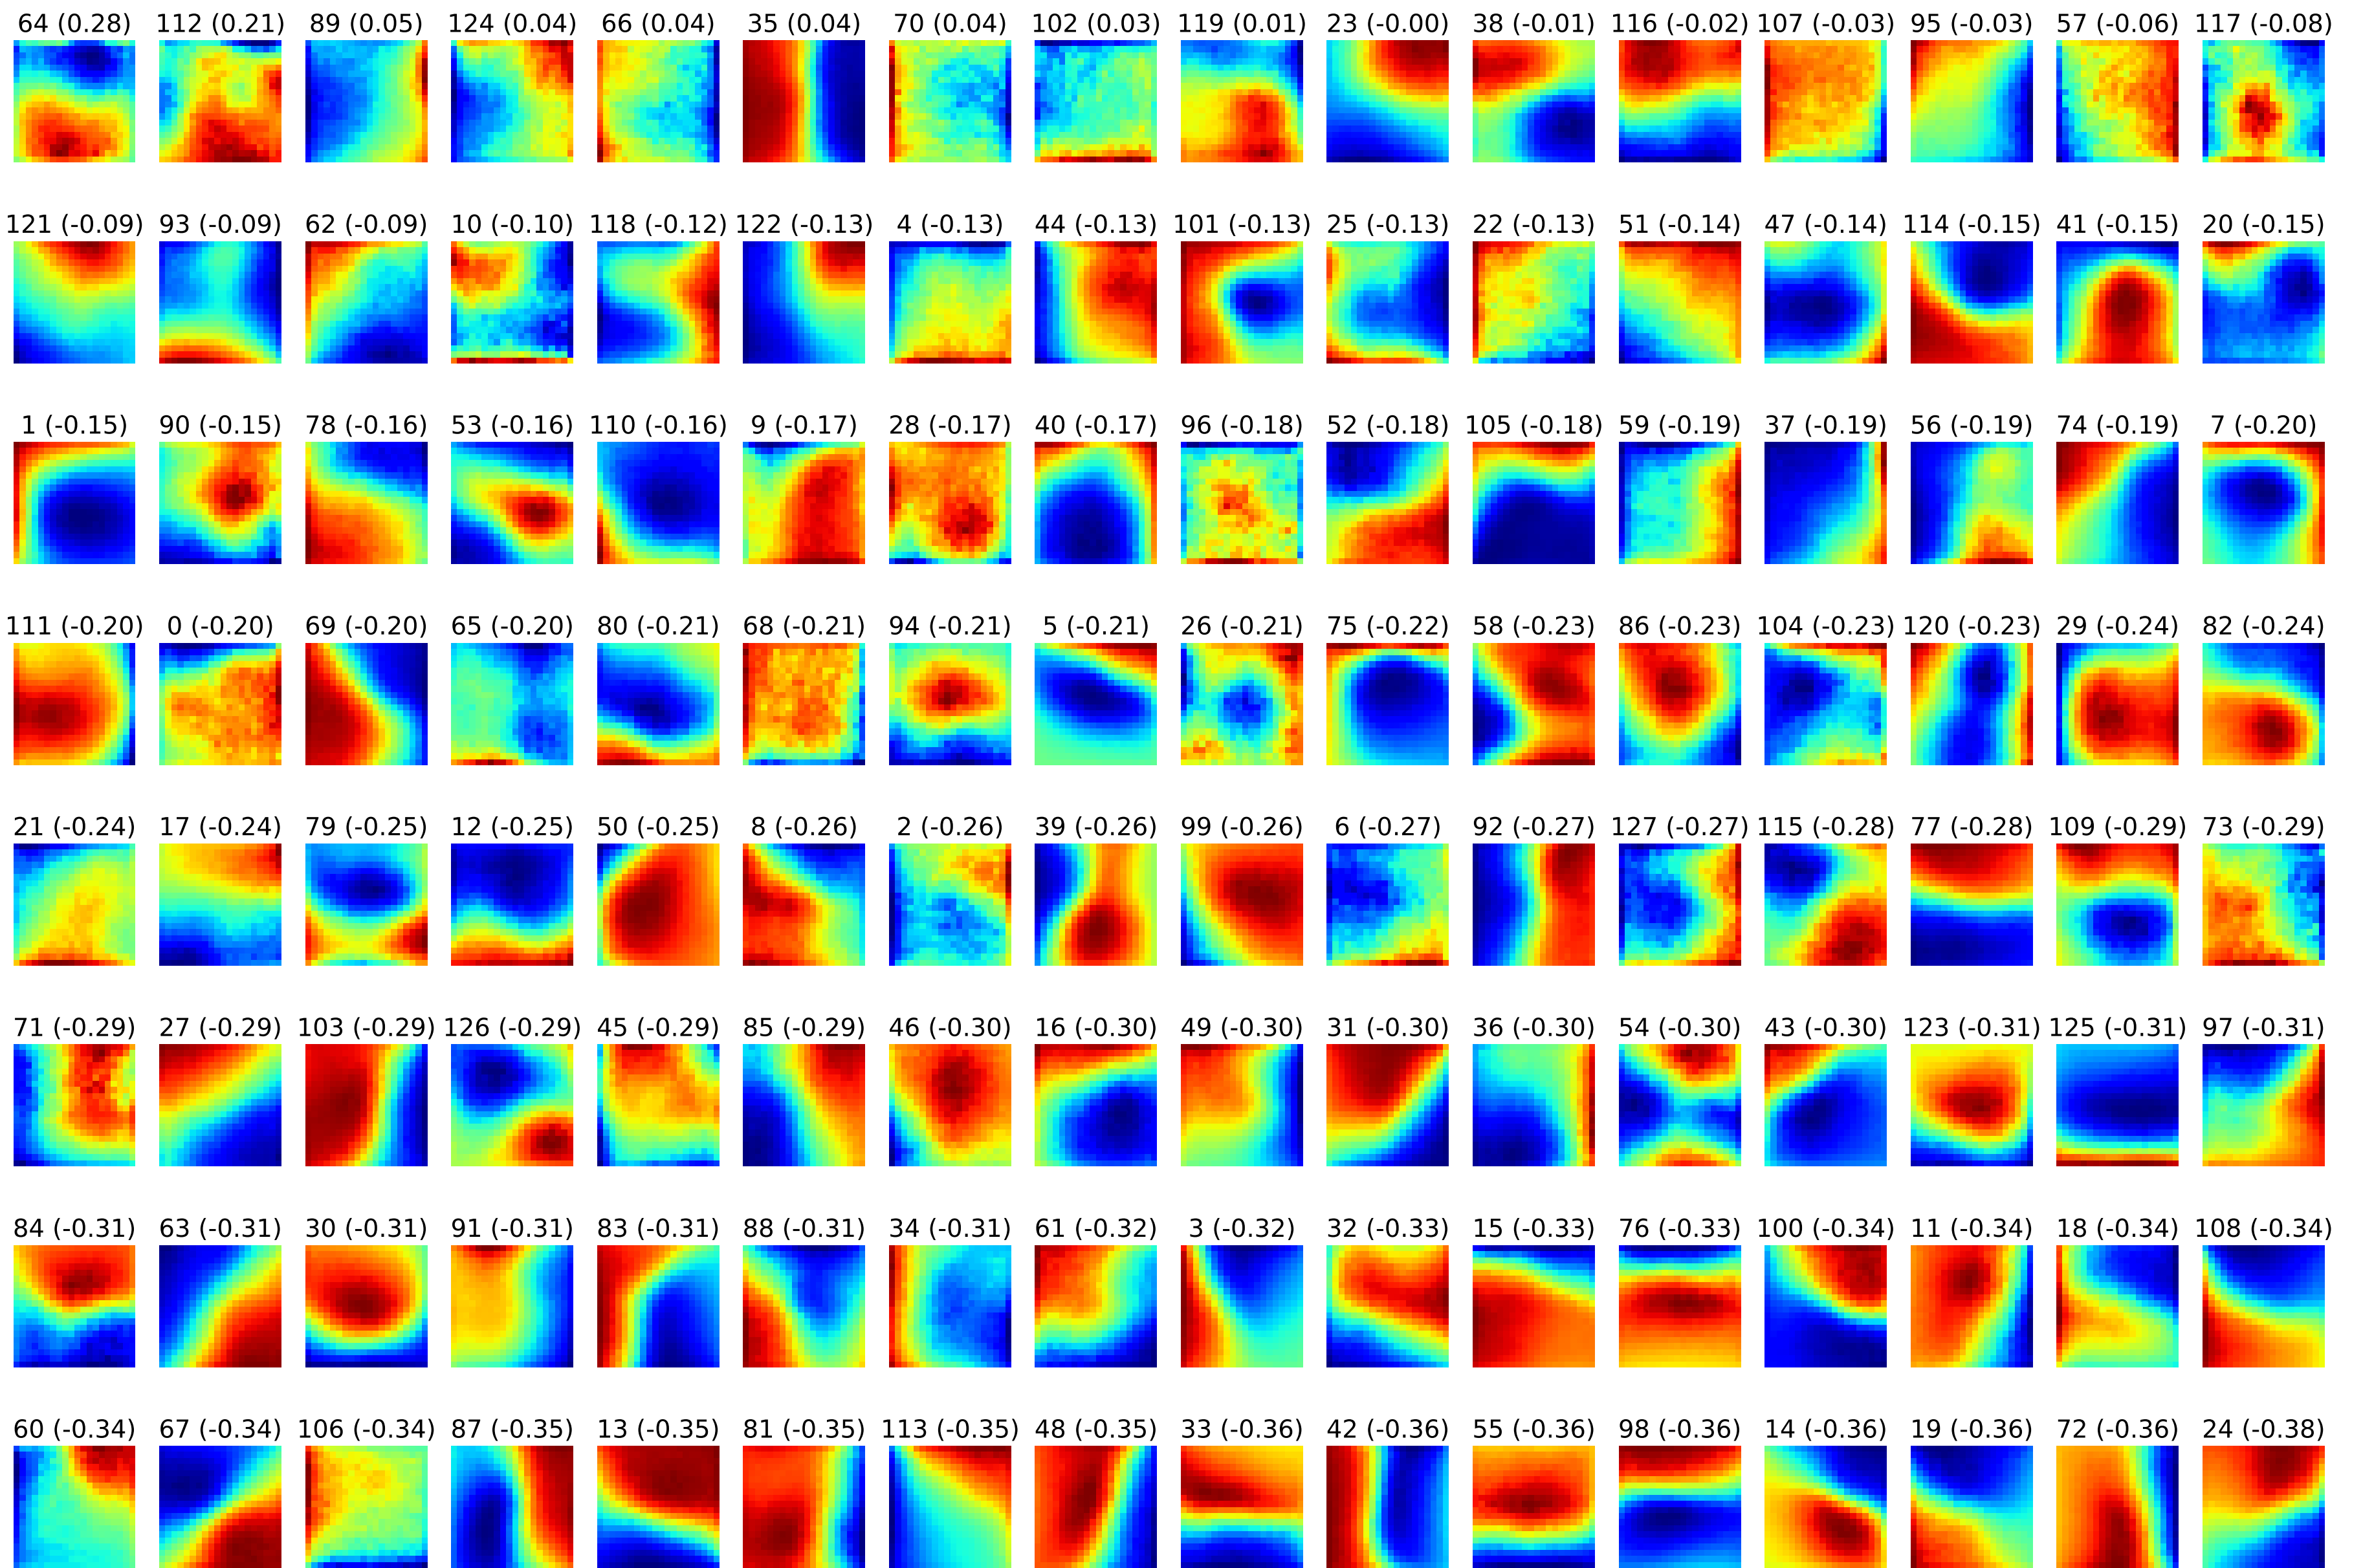 64 (0.28) 112 (0.21) 89 (0.05) 124 (0.04) 66 (0.04) 35 (0.04) 70 (0.04) 102 (0.03) 119 (0.01) 23 (-0.00) 38 (-0.01) 116 (-0.02) 107 (-0.03) 95 (-0.03) 57 (-0.06) 117 (-0.08)
121 (-0.09) 93 (-0.09) 62 (-0.09) 10 (-0.10) 118 (-0.12) 122 (-0.13) 4 (-0.13) 44 (-0.13) 101 (-0.13) 25 (-0.13) 22 (-0.13) 51 (-0.14) 47 (-0.14) 114 (-0.15) 41 (-0.15) 20 (-0.15)
1 (-0.15) 90 (-0.15) 78 (-0.16) 53 (-0.16) 110 (-0.16) 9 (-0.17) 28 (-0.17) 40 (-0.17) 96 (-0.18) 52 (-0.18) 105 (-0.18) 59 (-0.19) 37 (-0.19) 56 (-0.19) 74 (-0.19) 7 (-0.20)
111 (-0.20) 0 (-0.20) 69 (-0.20) 65 (-0.20) 80 (-0.21) 68 (-0.21) 94 (-0.21) 5 (-0.21) 26 (-0.21) 75 (-0.22) 58 (-0.23) 86 (-0.23) 104 (-0.23) 120 (-0.23) 29 (-0.24) 82 (-0.24)
21 (-0.24) 17 (-0.24) 79 (-0.25) 12 (-0.25) 50 (-0.25) 8 (-0.26) 2 (-0.26) 39 (-0.26) 99 (-0.26) 6 (-0.27) 92 (-0.27) 127 (-0.27) 115 (-0.28) 77 (-0.28) 109 (-0.29) 73 (-0.29)
71 (-0.29) 27 (-0.29) 103 (-0.29) 126 (-0.29) 45 (-0.29) 85 (-0.29) 46 (-0.30) 16 (-0.30) 49 (-0.30) 31 (-0.30) 36 (-0.30) 54 (-0.30) 43 (-0.30) 123 (-0.31) 125 (-0.31) 97 (-0.31)
84 (-0.31) 63 (-0.31) 30 (-0.31) 91 (-0.31) 83 (-0.31) 88 (-0.31) 34 (-0.31) 61 (-0.32) 3 (-0.32) 32 (-0.33) 15 (-0.33) 76 (-0.33) 100 (-0.34) 11 (-0.34) 18 (-0.34) 108 (-0.34)
60 (-0.34) 67 (-0.34) 106 (-0.34) 87 (-0.35) 13 (-0.35) 81 (-0.35) 113 (-0.35) 48 (-0.35) 33 (-0.36) 42 (-0.36) 55 (-0.36) 98 (-0.36) 14 (-0.36) 19 (-0.36) 72 (-0.36) 24 (-0.38)